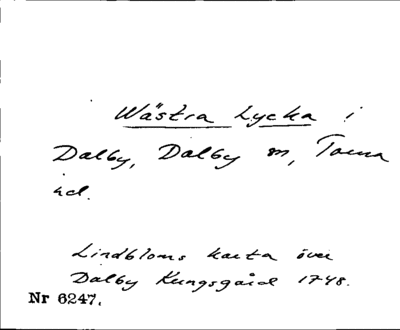 Wästra Lycka i
Dalby, Dalby sn, Torna
hd.
Lindbloms karta över
Dalby Kungsgård 1748.
Nr 6247.